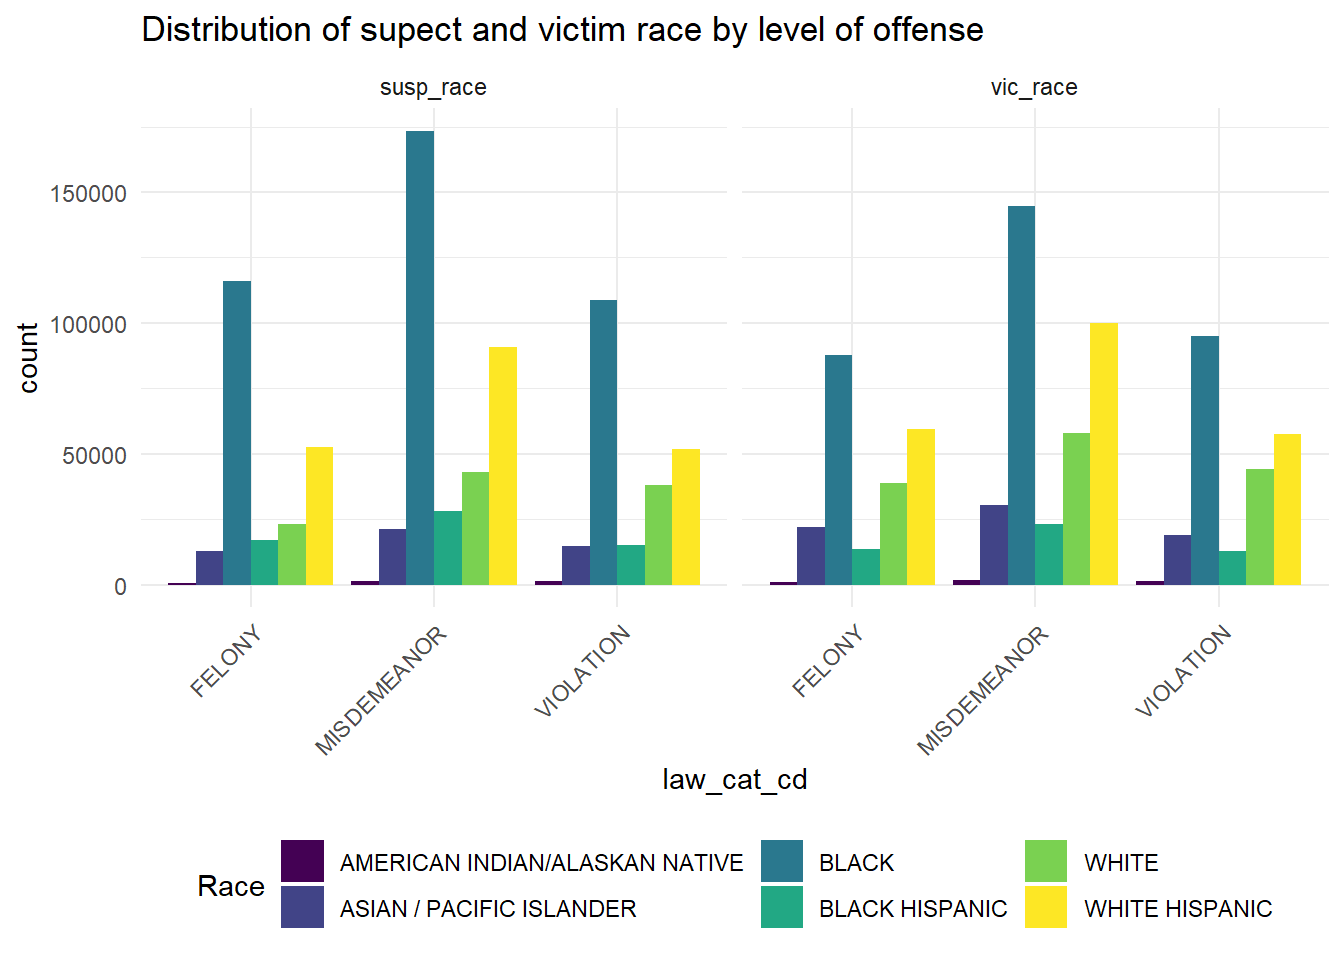 Distribution of supect and victim race by level of offense
susp_race
vic_race
150000
100000
50000
0
count
FELONY
MISDEMEANOR
VIOLATION
FELONY
MISDEMEANOR
VIOLATION
law_cat_cd
Race
AMERICAN INDIAN/ALASKAN NATIVE
BLACK
WHITE
ASIAN / PACIFIC ISLANDER
BLACK HISPANIC
WHITE HISPANIC